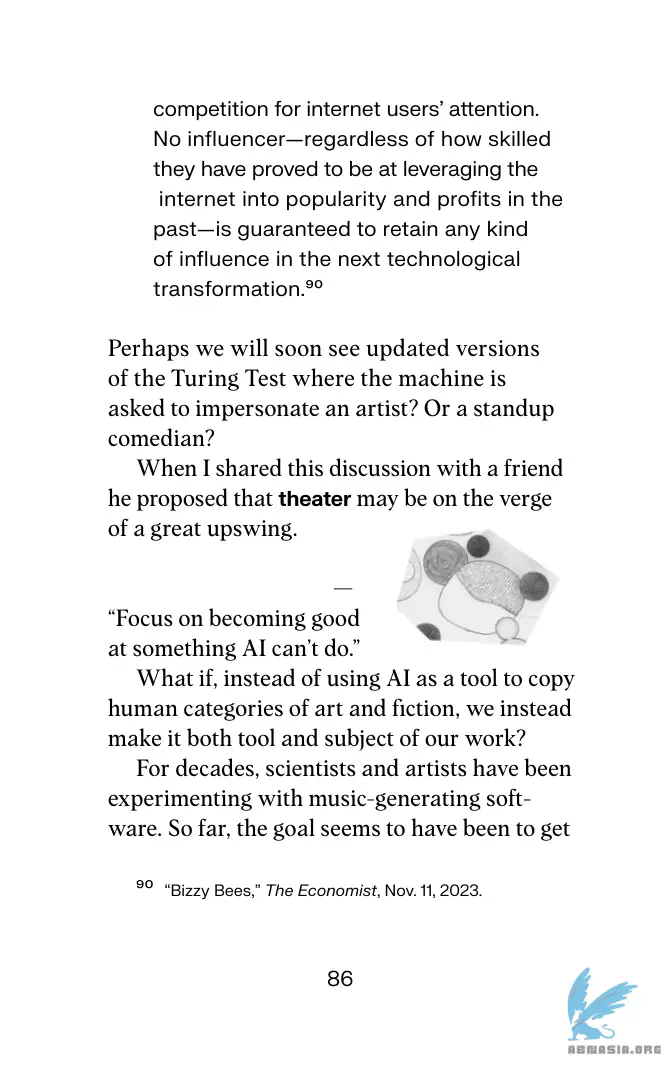 competition for internet users’ attention.
No influencer—regardless of how skilled
they have proved to be at leveraging the
internet into popularity and profits in the
past—is guaranteed to retain any kind
of influence in the next technological
transformation.⁹⁰
Perhaps we will soon see updated versions
of the Turing Test where the machine is
asked to impersonate an artist? Or a standup
comedian?
When I shared this discussion with a friend
he proposed that theater may be on the verge
of a great upswing.
—
“Focus on becoming good
at something AI can’t do.”
What if, instead of using AI as a tool to copy
human categories of art and fiction, we instead
make it both tool and subject of our work?
For decades, scientists and artists have been
experimenting with music-generating soft-
ware. So far, the goal seems to have been to get
⁹⁰ “Bizzy Bees,” The Economist, Nov. 11, 2023.
86
ABNASIA.ORG